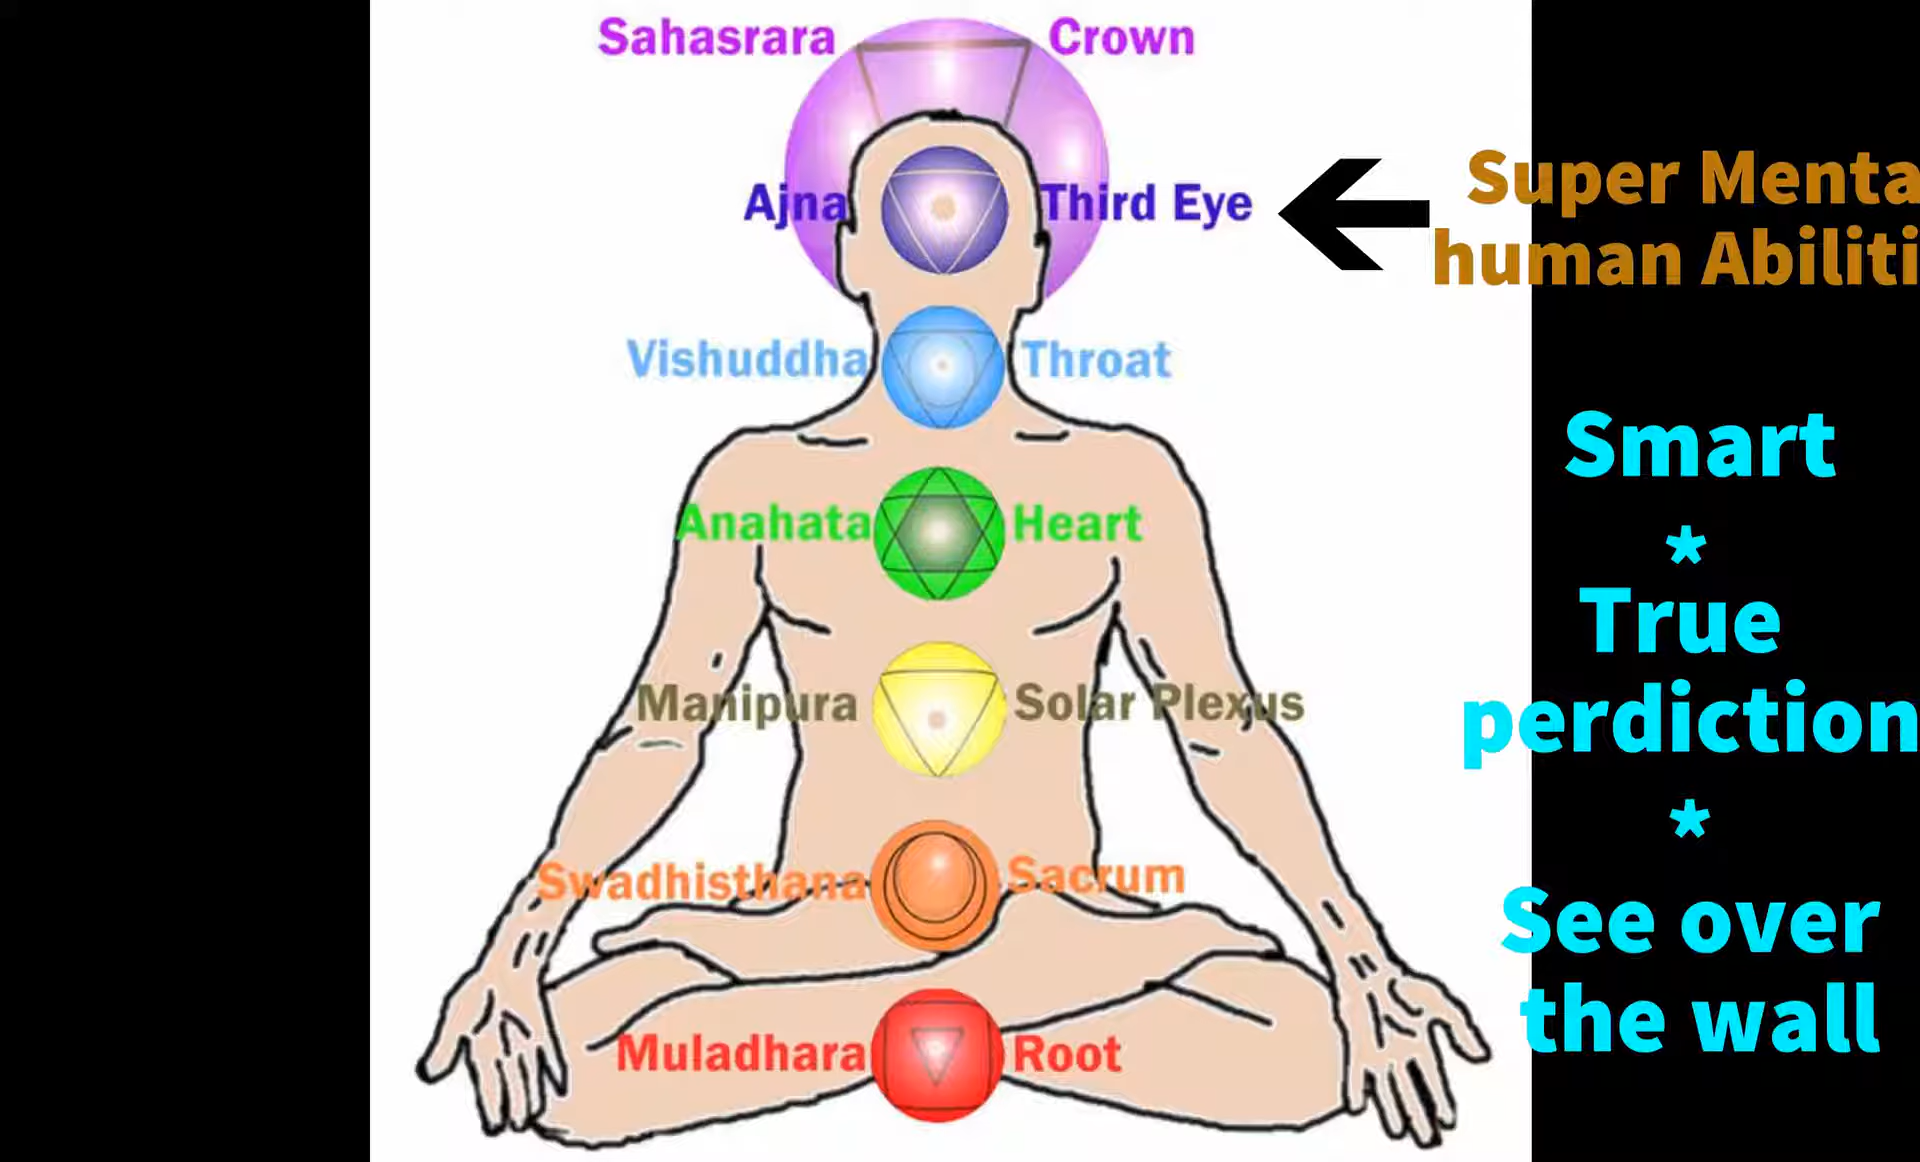 Sahasrara Crown
Ajna Third Eye
Super Menta
human Abiliti
Vishuddha Throat
Smart
*
Anahata Heart
True
perdiction
Manipura Solar Plexus
*
Swadhisthana Sacrum
See over
the wall
Muladhara Root